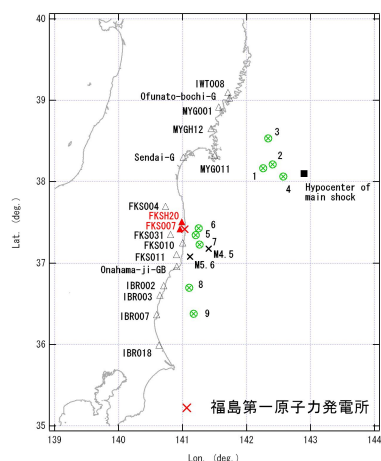 40
39
38
37
36
35
Lat. (deg.)
IWT008
Ofunato-bochi-G
MYG001
MYGH12
Sendai-G
MYG011
3
2
1
4
Hypocenter of
main shock
FKS004
FKSH20
FKS007
FKS031
FKS010
FKS011
Onahama-ji-GB
6
5
7
M4.5
M5.6
IBR002
IBR003
IBR007
IBR018
8
9
福島第一原子力発電所
139 140 141 142 143 144
Lon. (deg.)